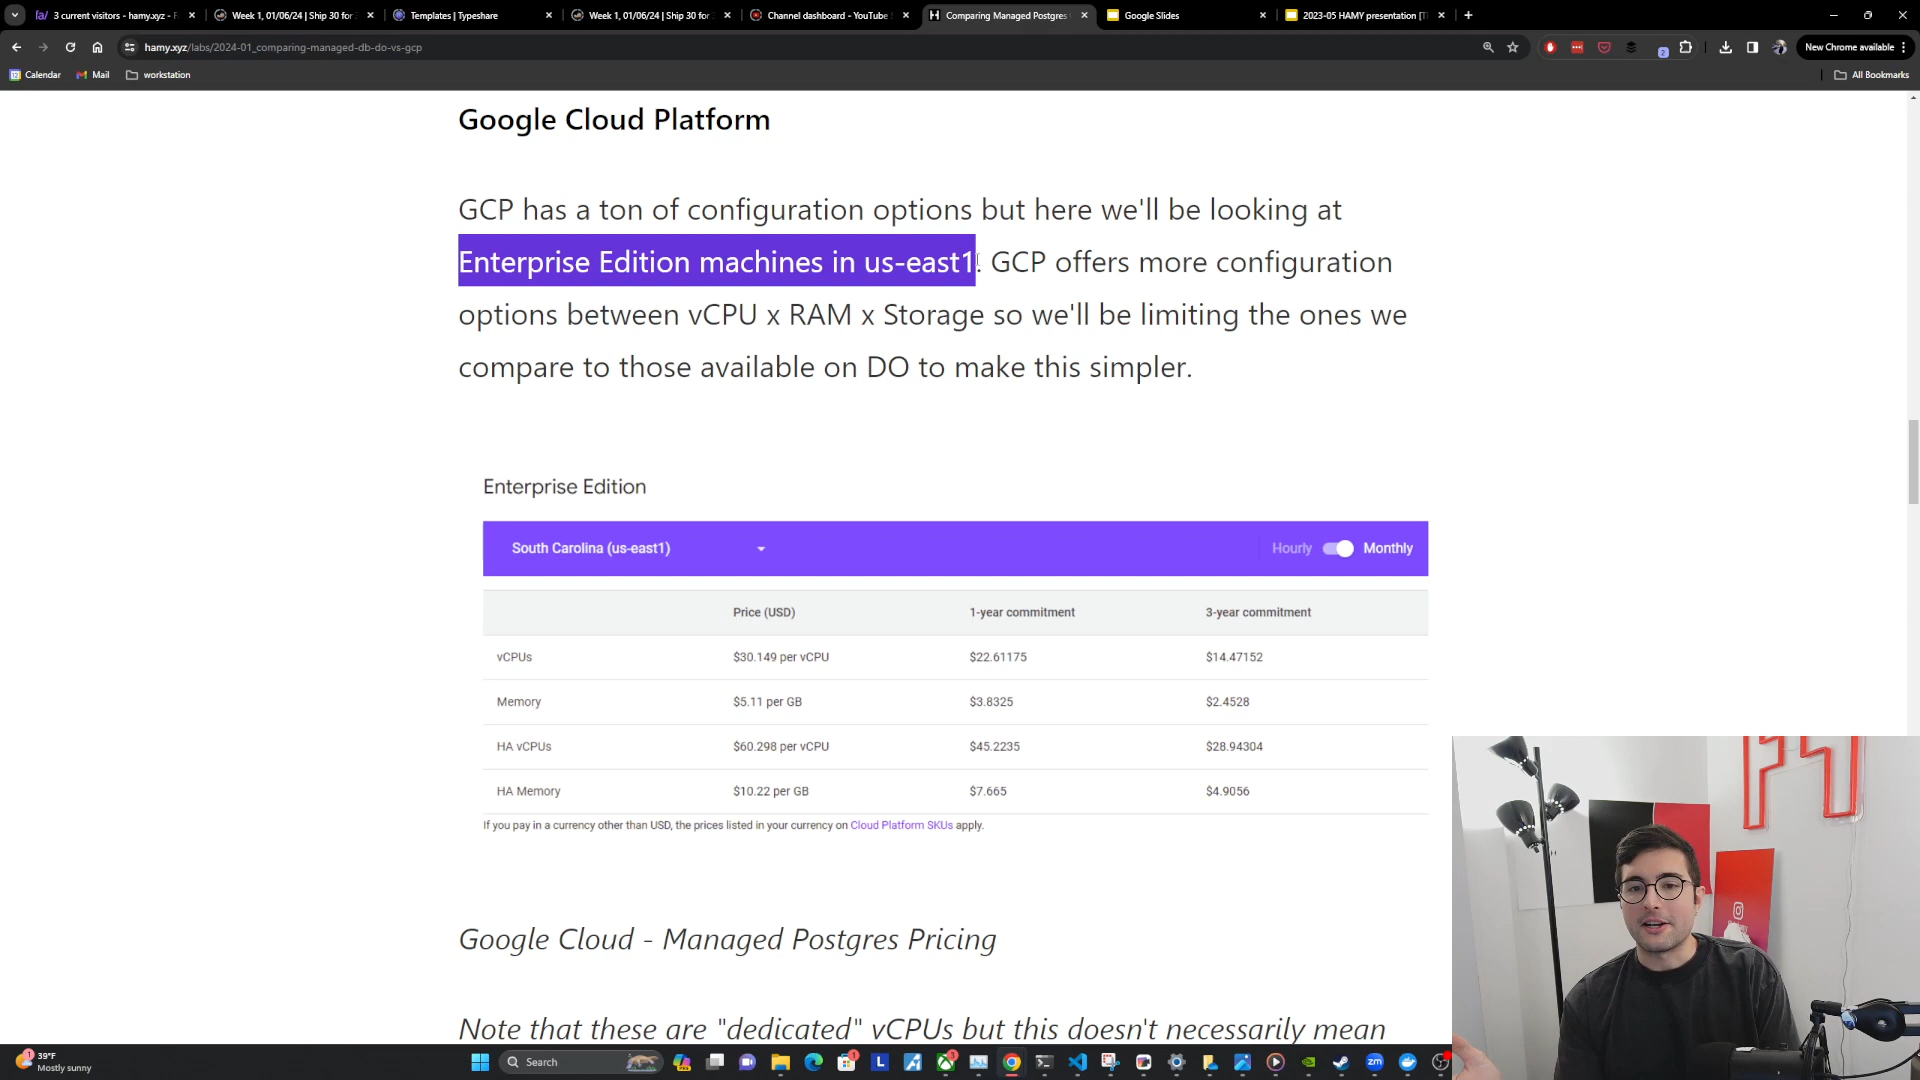 3 current visitors - hamy.xyz - F
Week 1, 01/06/24 | Ship 30 for
Templates | Typeshare
Week 1, 01/06/24 | Ship 30 for
Channel dashboard - YouTube
Comparing Managed Postgres
Google Slides
2023-05 HAMY presentation [T
hamy.xyz/labs/2024-01_comparing-managed-db-do-vs-gcp
2
New Chrome available
Calendar
Mail
workstation
All Bookmarks
Google Cloud Platform
GCP has a ton of configuration options but here we'll be looking at
Enterprise Edition machines in us-east1. GCP offers more configuration
options between vCPU x RAM x Storage so we'll be limiting the ones we
compare to those available on DO to make this simpler.
Enterprise Edition
South Carolina (us-east1)
Hourly Monthly
Price (USD) 1-year commitment 3-year commitment
vCPUs $30.149 per vCPU $22.61175 $14.47152
Memory $5.11 per GB $3.8325 $2.4528
HA vCPUs $60.298 per vCPU $45.2235 $28.94304
HA Memory $10.22 per GB $7.665 $4.9056
If you pay in a currency other than USD, the prices listed in your currency on Cloud Platform SKUs apply.
Google Cloud - Managed Postgres Pricing
Note that these are "dedicated" vCPUs but this doesn't necessarily mean
39°F
Mostly sunny
Search